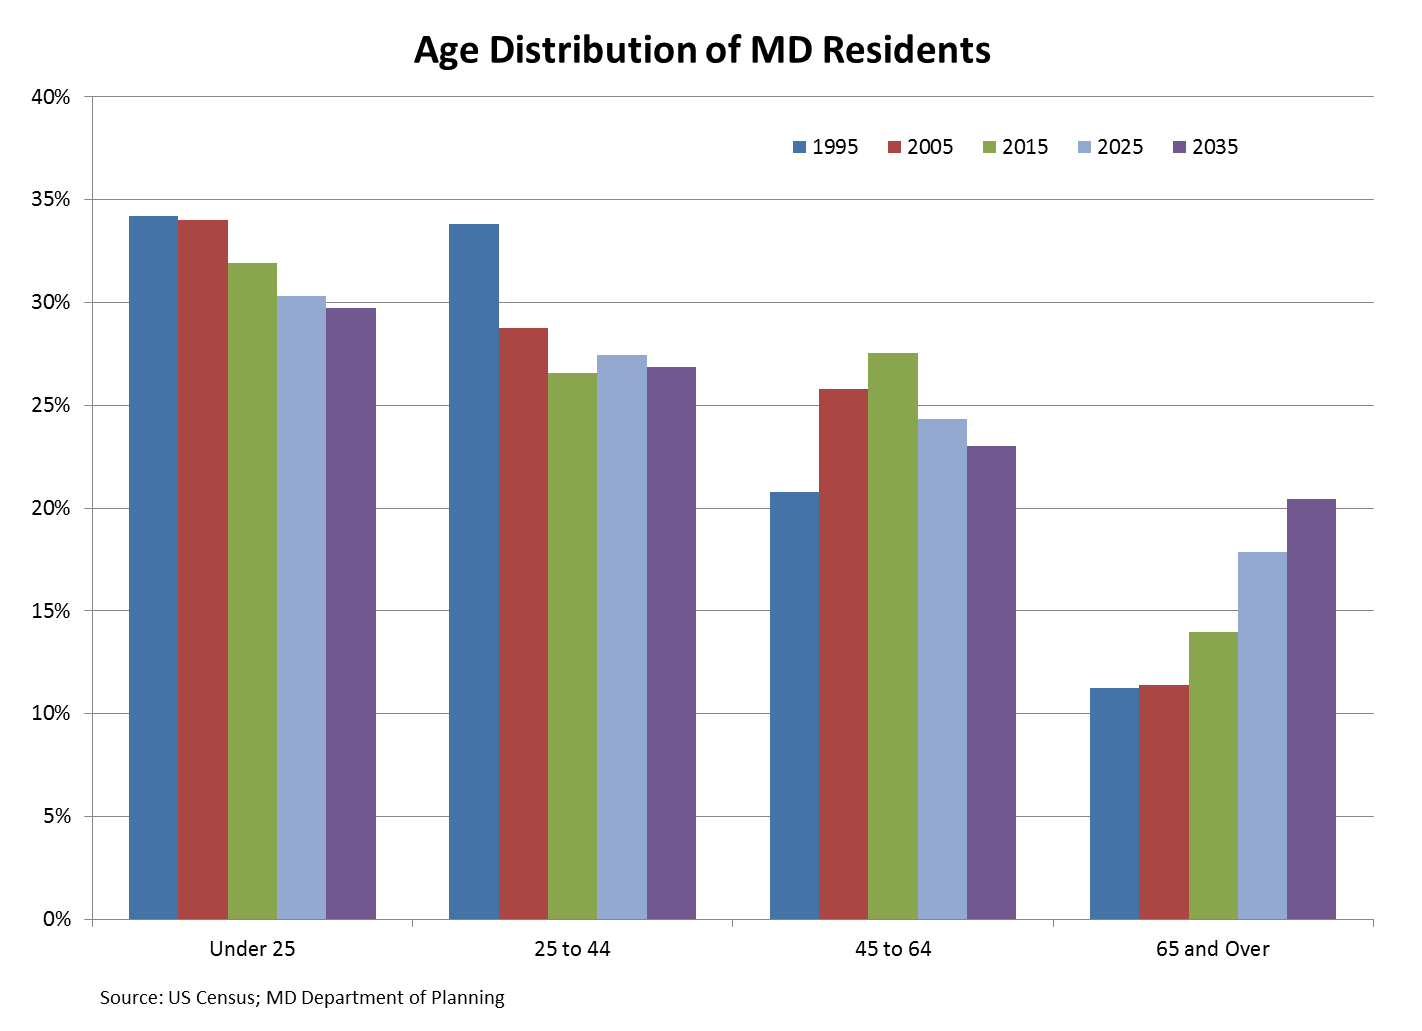 Age Distribution of MD Residents
40%
1995 2005 2015 2025 2035
35%
30%
25%
20%
15%
10%
5%
0%
Under 25 25 to 44 45 to 64 65 and Over
Source: US Census; MD Department of Planning